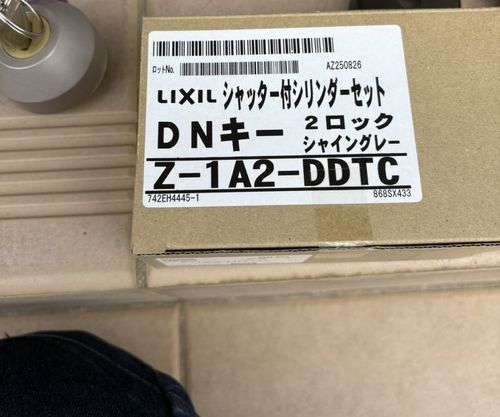 ロットNo.
AZ250826
LIXIL シャッター付シリンダーセット
DNキー 2ロック
シャイングレー
Z-1A2-DDTC
742EH4445-1 868SX433